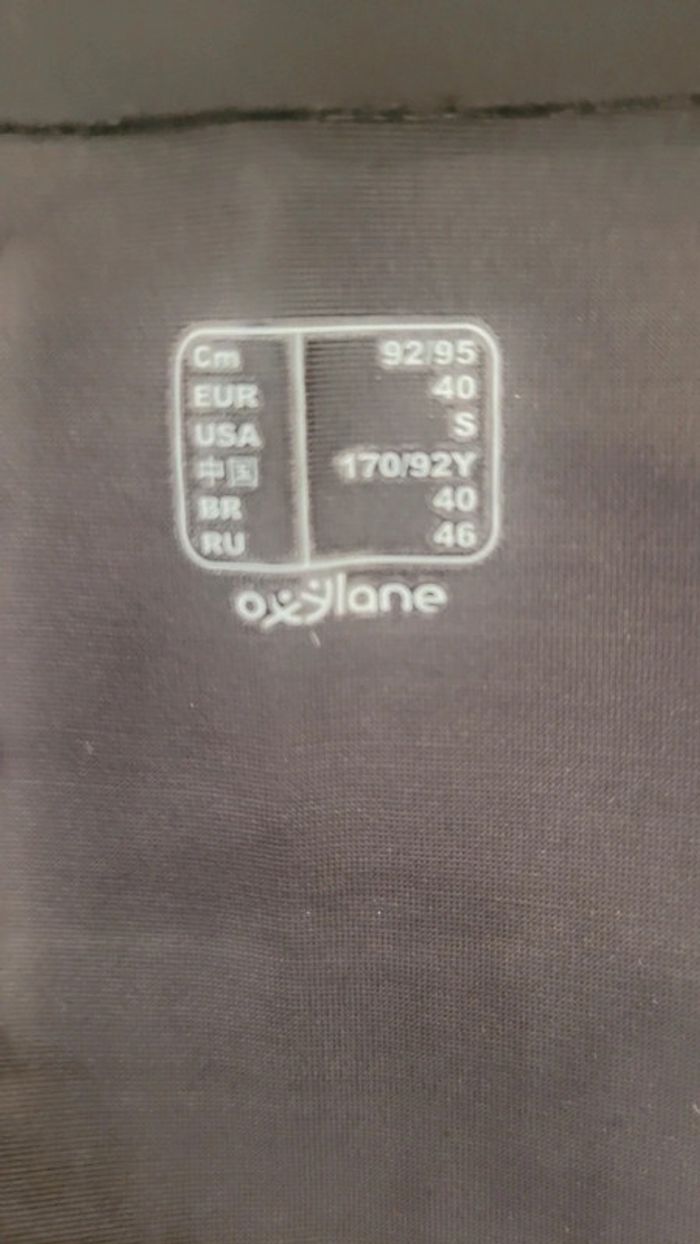 Cm 92/95
EUR 40
USA S
中国 170/92Y
BR 40
RU 46
oxylane